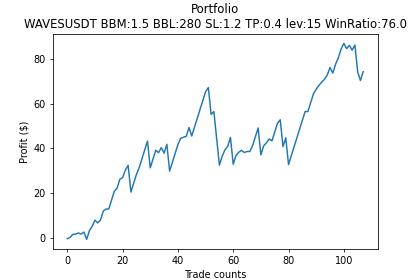 Portfolio
WAVESUSDT BBM:1.5 BBL:280 SL:1.2 TP:0.4 lev:15 WinRatio:76.0
Profit ($)
80
60
40
20
0
0 20 40 60 80 100
Trade counts